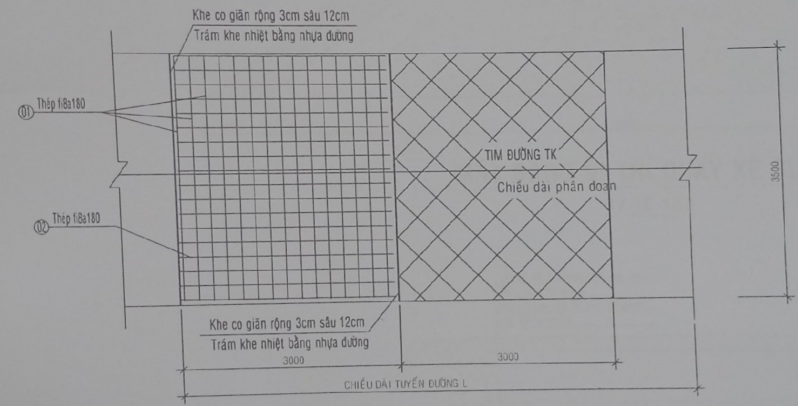 Khe co giãn rộng 3cm sâu 12cm
Trám khe nhiệt bằng nhựa đường
01 Thép fi8a180
TIM ĐƯỜNG TK
Chiều dài phân đoạn
3500
02 Thép fi8a180
Khe co giãn rộng 3cm sâu 12cm
Trám khe nhiệt bằng nhựa đường
3000
3000
CHIỀU DÀI TUYẾN ĐƯỜNG L